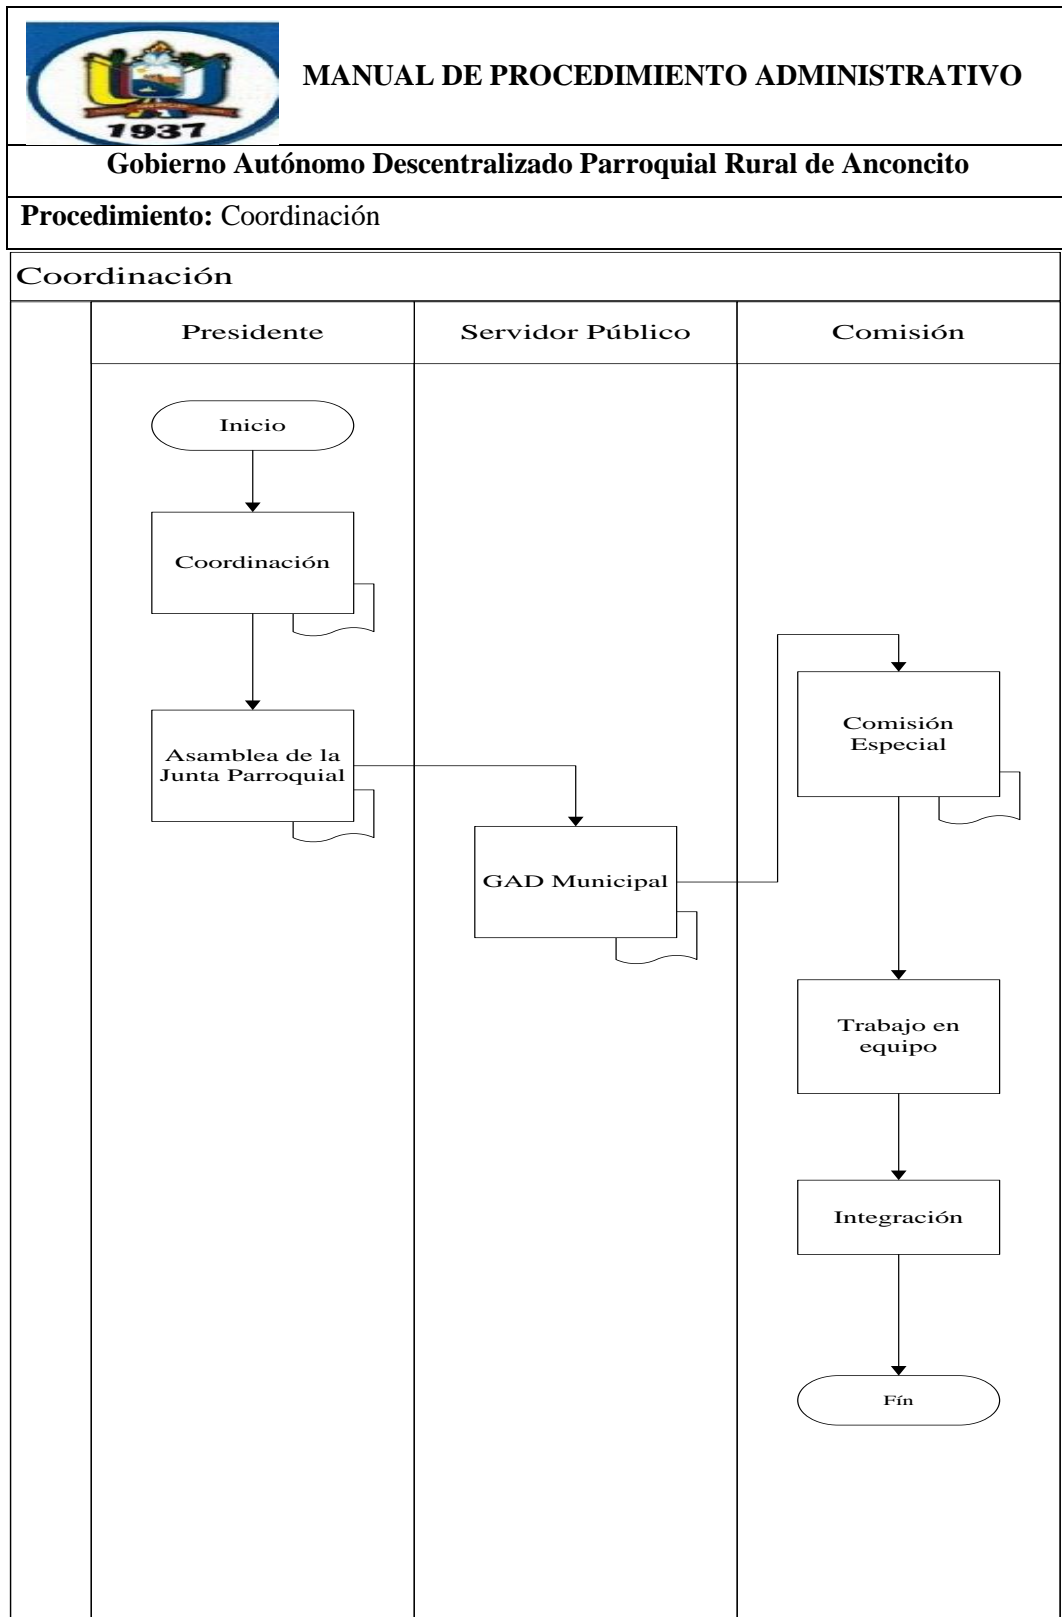 1937
MANUAL DE PROCEDIMIENTO ADMINISTRATIVO
Gobierno Autónomo Descentralizado Parroquial Rural de Anconcito
Procedimiento: Coordinación
Coordinación
Presidente
Servidor Público
Comisión
Inicio
Coordinación
Asamblea de la
Junta Parroquial
GAD Municipal
Comisión
Especial
Trabajo en
equipo
Integración
Fín